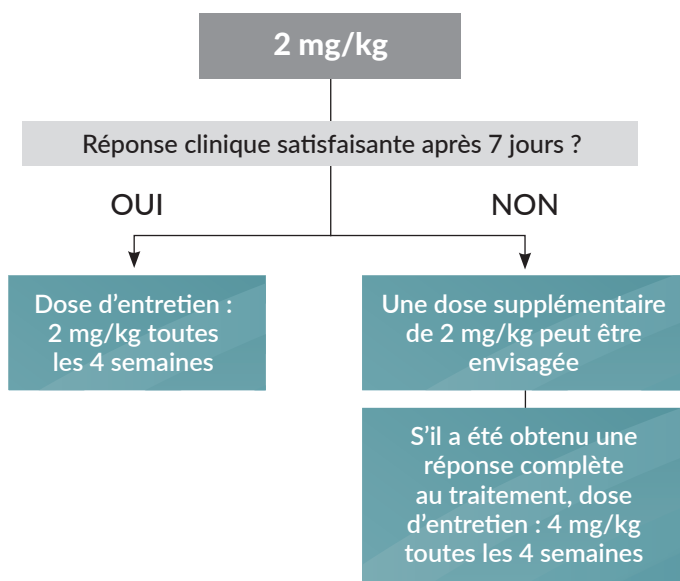 2 mg/kg
Réponse clinique satisfaisante après 7 jours ?
OUI
NON
Dose d'entretien :
2 mg/kg toutes
les 4 semaines
Une dose supplémentaire
de 2 mg/kg peut être
envisagée
S'il a été obtenu une
réponse complète
au traitement, dose
d'entretien : 4 mg/kg
toutes les 4 semaines